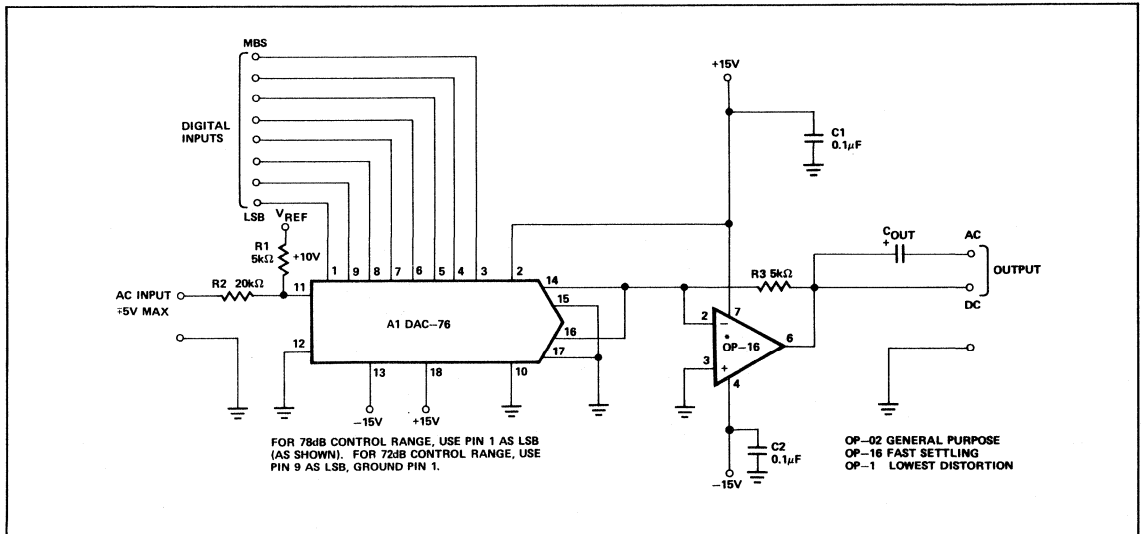 MBS
DIGITAL
INPUTS
LSB
VREF
R1
5kΩ
+10V
R2 20kΩ
AC INPUT
∓5V MAX
1
9
8
7
6
5
4
3
2
11
12
A1 DAC-76
14
15
16
17
13
18
10
-15V
+15V
+15V
C1
0.1µF
R3 5kΩ
2
-
7
OP-16
6
3
+
4
C2
0.1µF
-15V
COUT
+
AC
OUTPUT
DC
FOR 78dB CONTROL RANGE, USE PIN 1 AS LSB
(AS SHOWN). FOR 72dB CONTROL RANGE, USE
PIN 9 AS LSB, GROUND PIN 1.
OP-02 GENERAL PURPOSE
OP-16 FAST SETTLING
OP-1 LOWEST DISTORTION